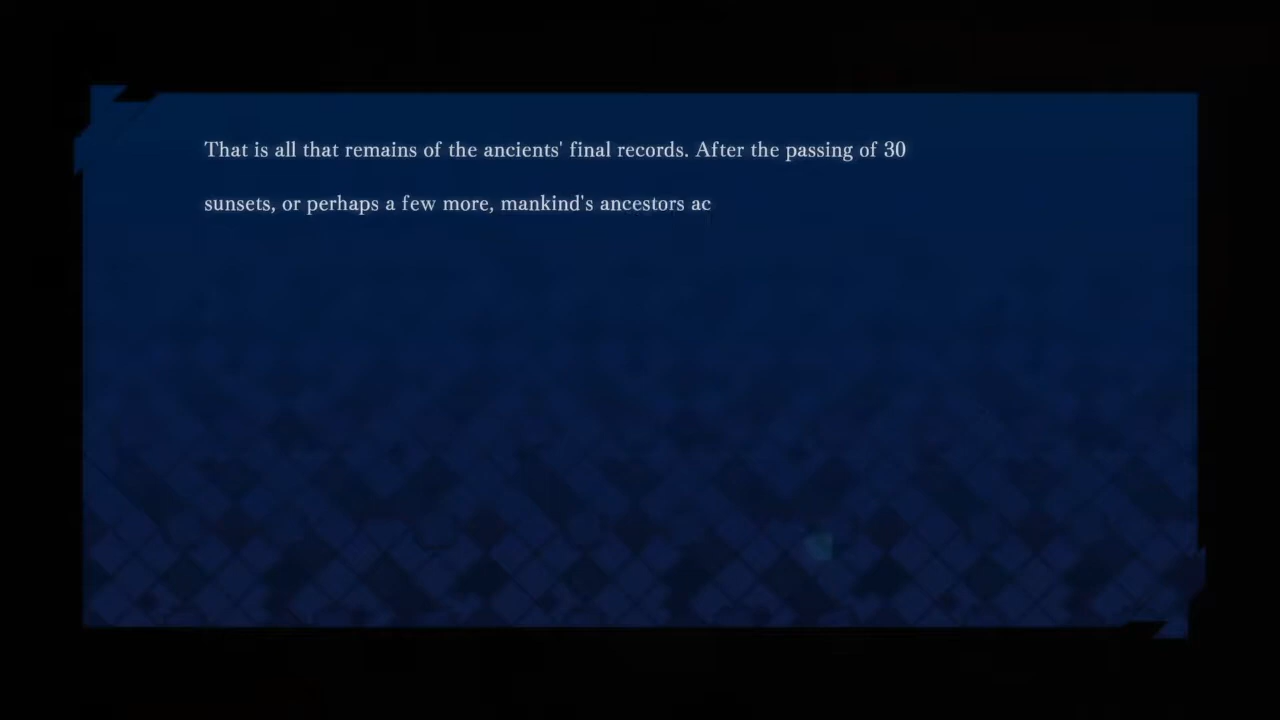 That is all that remains of the ancients' final records. After the passing of 30
sunsets, or perhaps a few more, mankind's ancestors ac